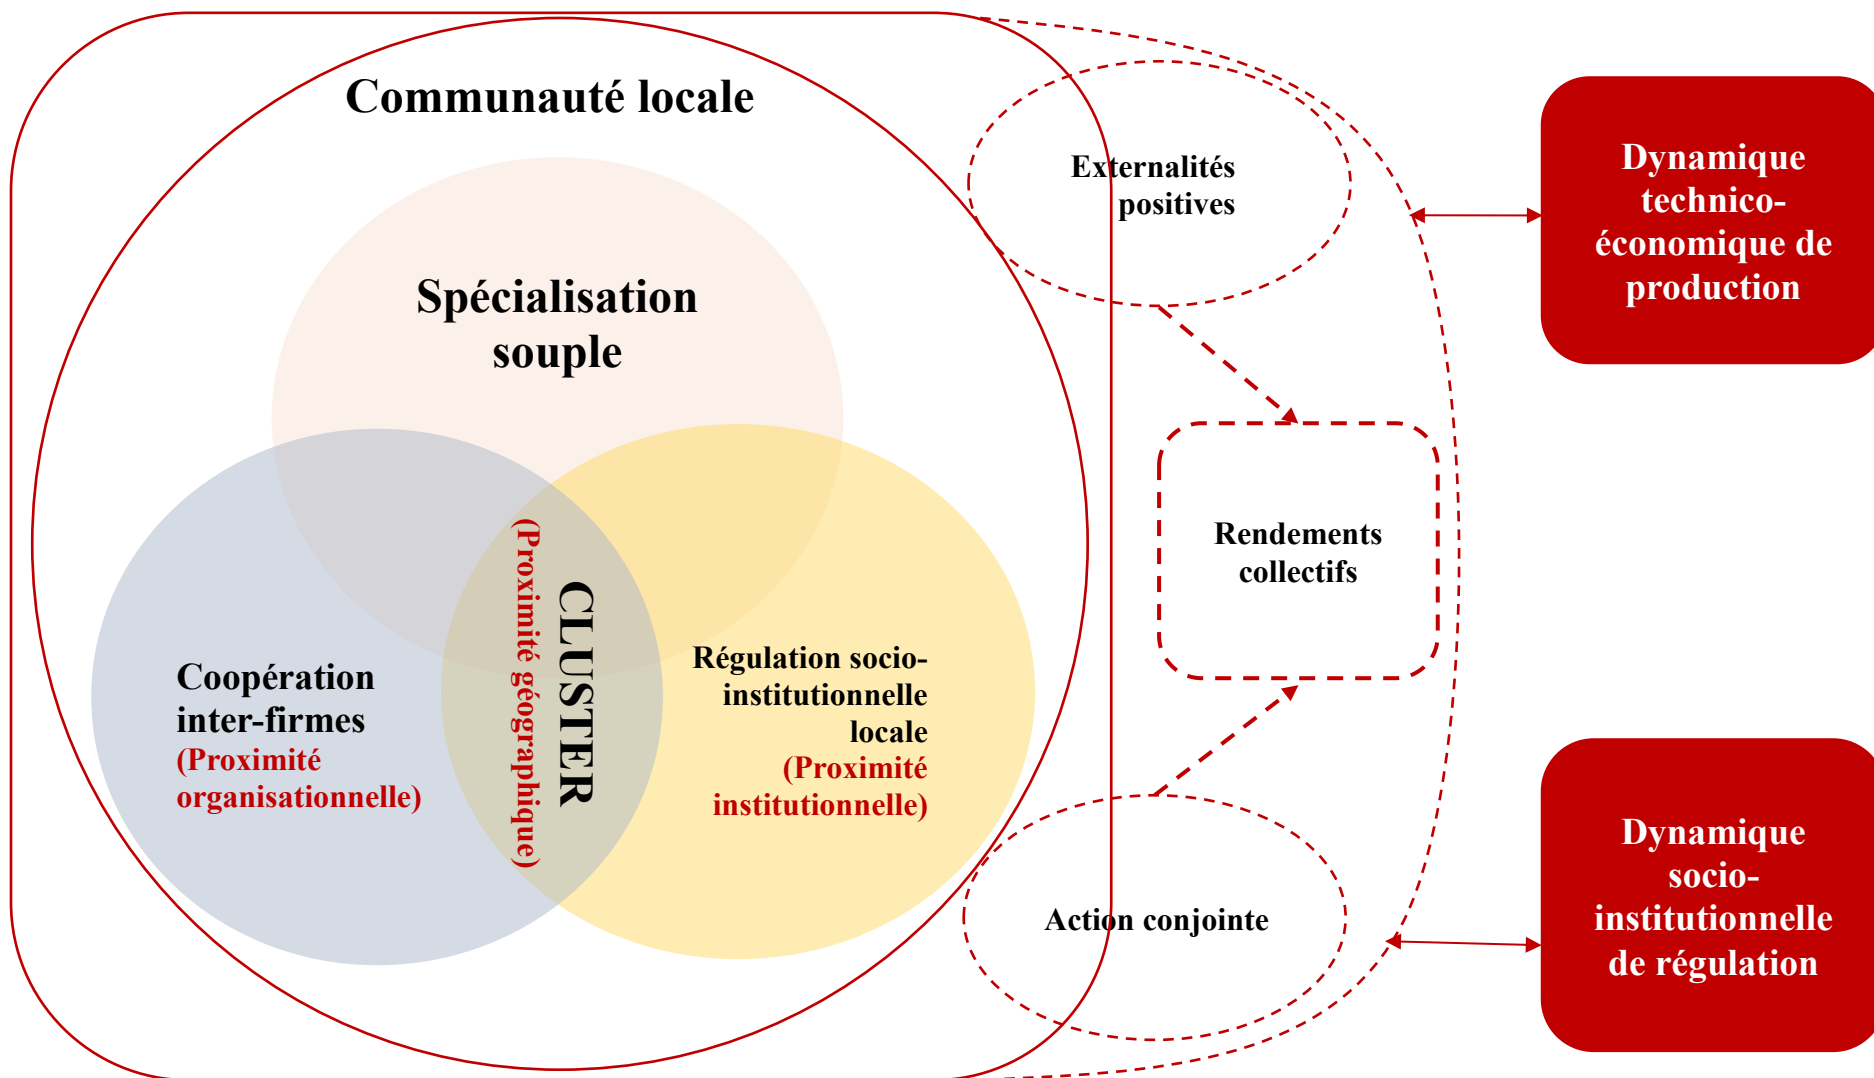 Communauté locale
Spécialisation
souple
Coopération
inter-firmes
(Proximité
organisationnelle)
CLUSTER
(Proximité géographique)
Régulation socio-
institutionnelle
locale
(Proximité
institutionnelle)
Externalités
positives
Rendements
collectifs
Action conjointe
Dynamique
technico-
économique de
production
Dynamique
socio-
institutionnelle
de régulation